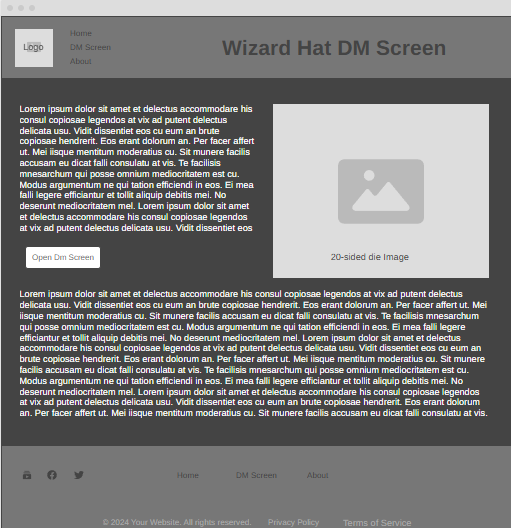 Logo
Home
DM Screen
About
Wizard Hat DM Screen
Lorem ipsum dolor sit amet et delectus accommodare his
consul copiosae legendos at vix ad putent delectus
delicata usu. Vidit dissentiet eos cu eum an brute
copiosae hendrerit. Eos erant dolorum an. Per facer affert
ut. Mei iisque mentitum moderatius cu. Sit munere facilis
accusam eu dicat falli consulatu at vis. Te facilisis
mnesarchum qui posse omnium mediocritatem est cu.
Modus argumentum ne qui tation efficiendi in eos. Ei mea
falli legere efficiantur et tollit aliquip debitis mei. No
deserunt mediocritatem mel. Lorem ipsum dolor sit amet
et delectus accommodare his consul copiosae legendos
at vix ad putent delectus delicata usu. Vidit dissentiet eos
Open Dm Screen
20-sided die Image
Lorem ipsum dolor sit amet et delectus accommodare his consul copiosae legendos at vix ad putent delectus
delicata usu. Vidit dissentiet eos cu eum an brute copiosae hendrerit. Eos erant dolorum an. Per facer affert ut. Mei
iisque mentitum moderatius cu. Sit munere facilis accusam eu dicat falli consulatu at vis. Te facilisis mnesarchum
qui posse omnium mediocritatem est cu. Modus argumentum ne qui tation efficiendi in eos. Ei mea falli legere
efficiantur et tollit aliquip debitis mei. No deserunt mediocritatem mel. Lorem ipsum dolor sit amet et delectus
accommodare his consul copiosae legendos at vix ad putent delectus delicata usu. Vidit dissentiet eos cu eum an
brute copiosae hendrerit. Eos erant dolorum an. Per facer affert ut. Mei iisque mentitum moderatius cu. Sit munere
facilis accusam eu dicat falli consulatu at vis. Te facilisis mnesarchum qui posse omnium mediocritatem est cu.
Modus argumentum ne qui tation efficiendi in eos. Ei mea falli legere efficiantur et tollit aliquip debitis mei. No
deserunt mediocritatem mel. Lorem ipsum dolor sit amet et delectus accommodare his consul copiosae legendos
at vix ad putent delectus delicata usu. Vidit dissentiet eos cu eum an brute copiosae hendrerit. Eos erant dolorum
an. Per facer affert ut. Mei iisque mentitum moderatius cu. Sit munere facilis accusam eu dicat falli consulatu at vis.
Home DM Screen About
© 2024 Your Website. All rights reserved. Privacy Policy Terms of Service